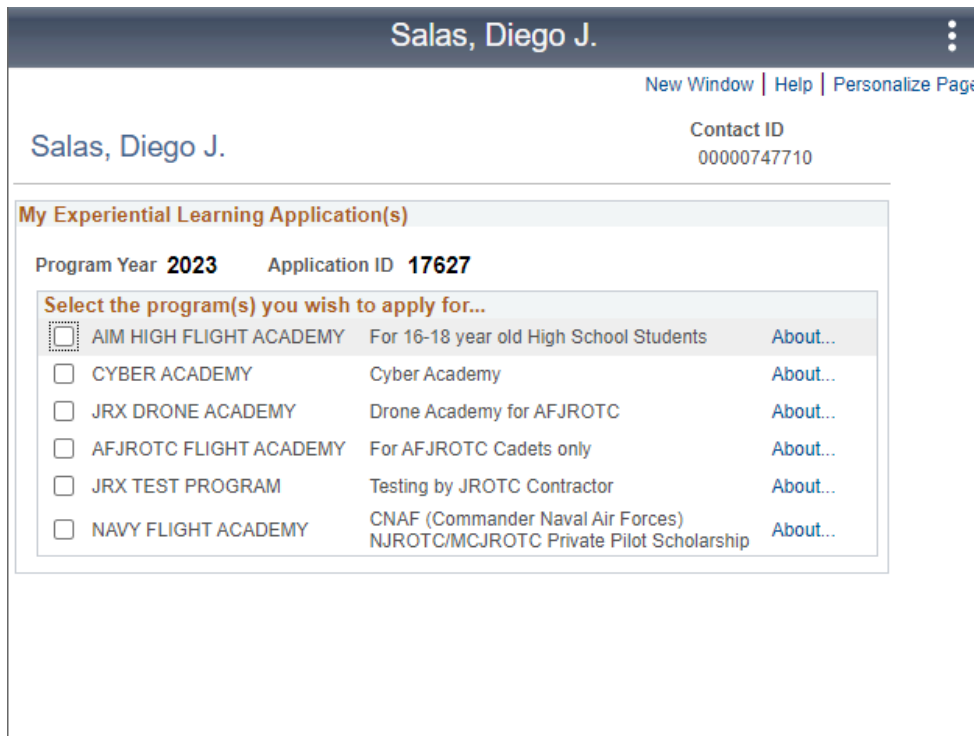 Salas, Diego J.
New Window | Help | Personalize Page
Salas, Diego J.
Contact ID
00000747710
My Experiential Learning Application(s)
Program Year 2023 Application ID 17627
Select the program(s) you wish to apply for...
AIM HIGH FLIGHT ACADEMY For 16-18 year old High School Students About...
CYBER ACADEMY Cyber Academy About...
JRX DRONE ACADEMY Drone Academy for AFJROTC About...
AFJROTC FLIGHT ACADEMY For AFJROTC Cadets only About...
JRX TEST PROGRAM Testing by JROTC Contractor About...
NAVY FLIGHT ACADEMY CNAF (Commander Naval Air Forces) About...
NJROTC/MCJROTC Private Pilot Scholarship